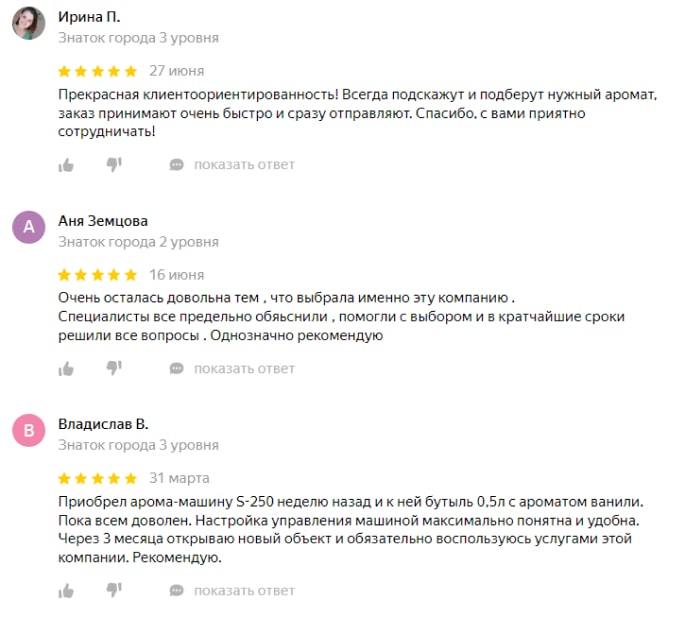 Ирина П.
Знаток города 3 уровня
27 июня
Прекрасная клиентоориентированность! Всегда подскажут и подберут нужный аромат,
заказ принимают очень быстро и сразу отправляют. Спасибо, с вами приятно
сотрудничать!
показать ответ
А
Аня Земцова
Знаток города 2 уровня
16 июня
Очень осталась довольна тем , что выбрала именно эту компанию .
Специалисты все предельно обяьснили , помогли с выбором и в кратчайшие сроки
решили все вопросы . Однозначно рекомендую
показать ответ
В
Владислав В.
Знаток города 3 уровня
31 марта
Приобрел арома-машину S-250 неделю назад и к ней бутыль 0,5л с ароматом ванили.
Пока всем доволен. Настройка управления машиной максимально понятна и удобна.
Через 3 месяца открываю новый объект и обязательно воспользуюсь услугами этой
компании. Рекомендую.
показать ответ